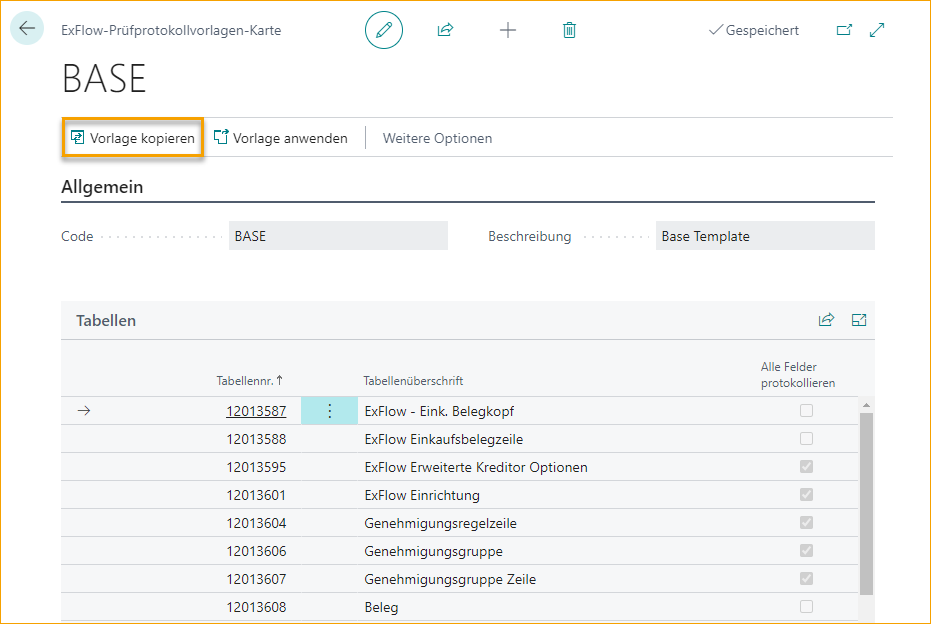 ExFlow-Prüfprotokollvorlagen-Karte
Gespeichert
BASE
Vorlage kopieren
Vorlage anwenden
Weitere Optionen
Allgemein
Code
BASE
Beschreibung
Base Template
Tabellen
Tabellennr. ↑
Tabellenüberschrift
Alle Felder
protokollieren
12013587 ExFlow - Eink. Belegkopf
12013588 ExFlow Einkaufsbelegzeile
12013595 ExFlow Erweiterte Kreditor Optionen
12013601 ExFlow Einrichtung
12013604 Genehmigungsregelzeile
12013606 Genehmigungsgruppe
12013607 Genehmigungsgruppe Zeile
12013608 Beleg